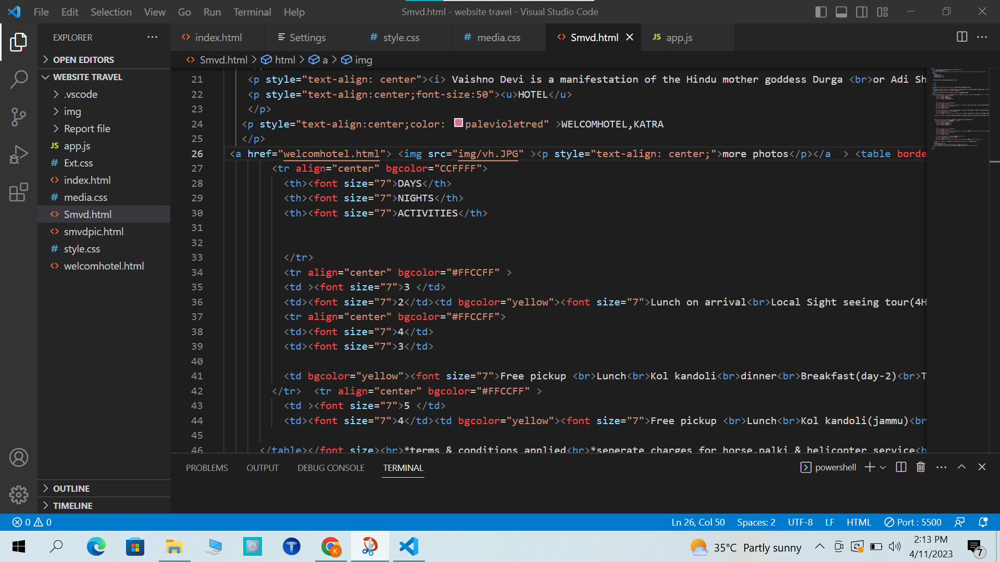 File Edit Selection View Go Run Terminal Help
Smvd.html - website travel - Visual Studio Code
EXPLORER
index.html Settings style.css media.css Smvd.html JS app.js
Smvd.html > html > a > img
OPEN EDITORS
WEBSITE TRAVEL
.vscode
img
Report file
JS app.js
# Ext.css
<> index.html
# media.css
<> Smvd.html
<> smvdpic.html
# style.css
<> welcomhotel.html
OUTLINE
TIMELINE
21 <p style="text-align: center"><i> Vaishno Devi is a manifestation of the Hindu mother goddess Durga <br>or Adi Sh
22 <p style="text-align:center;font-size:50"><u>HOTEL</u>
23 </p>
24 <p style="text-align:center;color: palevioletred" >WELCOMHOTEL,KATRA
25 </p>
26 <a href="welcomhotel.html"> <img src="img/vh.JPG" ><p style="text-align: center;">more photos</p></a  > <table borde
27 <tr align="center" bgcolor="CCFFFF">
28 <th><font size="7">DAYS</th>
29 <th><font size="7">NIGHTS</th>
30 <th><font size="7">ACTIVITIES</th>
31
32
33 </tr>
34 <tr align="center" bgcolor="#FFCCFF" >
35 <td ><font size="7">3 </td>
36 <td><font size="7">2</td><td bgcolor="yellow"><font size="7">Lunch on arrival<br>Local Sight seeing tour(4H
37 <tr align="center" bgcolor="#FFCCFF">
38 <td><font size="7">4</td>
39 <td><font size="7">3</td>
40
41 <td bgcolor="yellow"><font size="7">Free pickup <br>Lunch<br>Kol kandoli<br>dinner<br>Breakfast(day-2)<br>T
42 </tr>  <tr align="center" bgcolor="#FFCCFF" >
43 <td ><font size="7">5 </td>
44 <td><font size="7">4</td><td bgcolor="yellow"><font size="7">Free pickup <br>Lunch<br>Kol kandoli(jammu)<br
45
46 </table></font size><br>*terms & conditions applied<br>*seperate charges for horse,palki & helicopter service<b
PROBLEMS OUTPUT DEBUG CONSOLE TERMINAL
powershell
0 0
Ln 26, Col 50 Spaces: 2 UTF-8 LF HTML Port : 5500
35°C Partly sunny
2:13 PM
4/11/2023
7